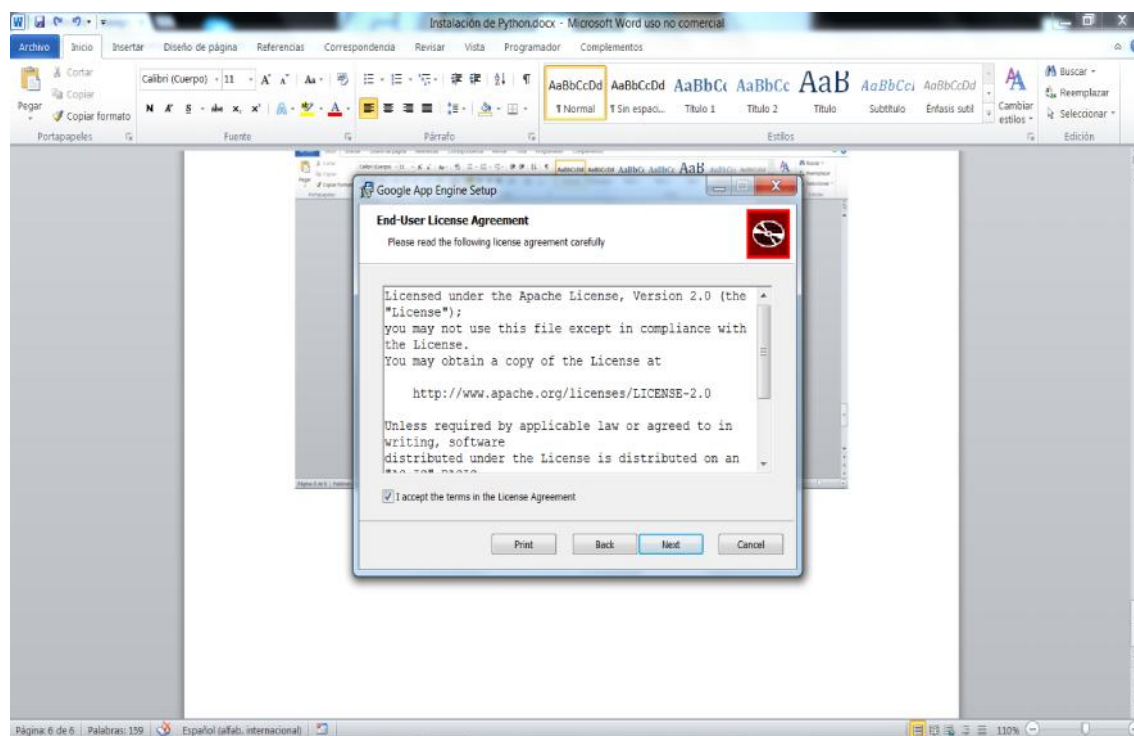 Instalación de Python.docx - Microsoft Word uso no comercial
Archivo Inicio Insertar Diseño de página Referencias Correspondencia Revisar Vista Programador Complementos
Pegar
Cortar
Copiar
Copiar formato
Portapapeles
Calibri (Cuerpo) 11
N K S abc x, x'
Fuente
Párrafo
AaBbCcDd AaBbCcDd AaBbCc AaBbCc AaB AaBbCc AaBbCcDd
1 Normal 1 Sin espaci... Título 1 Título 2 Título Subtítulo Énfasis sutil
Estilos
Cambiar estilos
Buscar
Reemplazar
Seleccionar
Edición
Google App Engine Setup
End-User License Agreement
Please read the following license agreement carefully
Licensed under the Apache License, Version 2.0 (the
"License");
you may not use this file except in compliance with
the License.
You may obtain a copy of the License at
http://www.apache.org/licenses/LICENSE-2.0
Unless required by applicable law or agreed to in
writing, software
distributed under the License is distributed on an
I accept the terms in the License Agreement
Print Back Next Cancel
Página: 6 de 6 Palabras: 159 Español (alfab. internacional) 110%